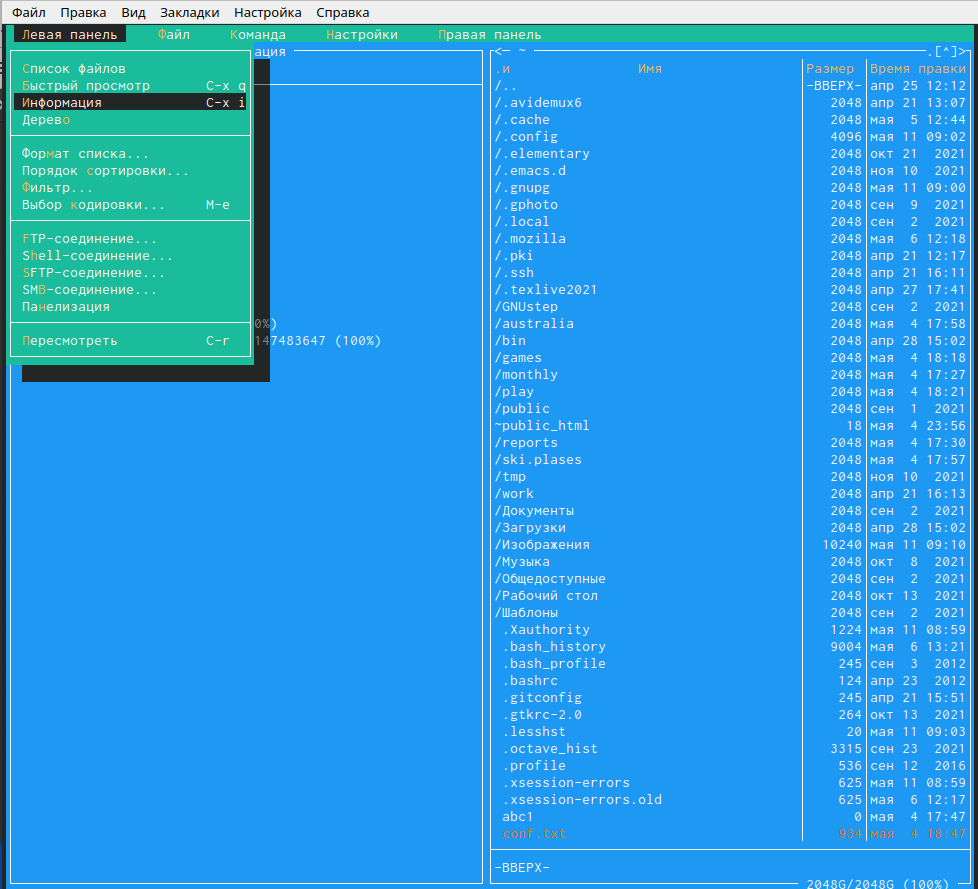 Файл Правка Вид Закладки Настройка Справка
Левая панель Файл Команда Настройки Правая панель
ация
<─ ~ .[^]>
Список файлов
Быстрый просмотр C-x q
Информация C-x i
Дерево
Формат списка...
Порядок сортировки...
Фильтр...
Выбор кодировки... M-e
FTP-соединение...
Shell-соединение...
SFTP-соединение...
SMB-соединение...
Панелизация
Пересмотреть C-r
0%)
147483647 (100%)
.и Имя Размер Время правки
/.. -ВВЕРХ- апр 25 12:12
/.avidemux6 2048 апр 21 13:07
/.cache 2048 мая 5 12:44
/.config 4096 мая 11 09:02
/.elementary 2048 окт 21 2021
/.emacs.d 2048 ноя 10 2021
/.gnupg 2048 мая 11 09:00
/.gphoto 2048 сен 9 2021
/.local 2048 сен 2 2021
/.mozilla 2048 мая 6 12:18
/.pki 2048 апр 21 12:17
/.ssh 2048 апр 21 16:11
/.texlive2021 2048 апр 27 17:41
/GNUstep 2048 сен 2 2021
/australia 2048 мая 4 17:58
/bin 2048 апр 28 15:02
/games 2048 мая 4 18:18
/monthly 2048 мая 4 17:27
/play 2048 мая 4 18:21
/public 2048 сен 1 2021
~public_html 18 мая 4 23:56
/reports 2048 мая 4 17:30
/ski.plases 2048 мая 4 17:57
/tmp 2048 ноя 10 2021
/work 2048 апр 21 16:13
/Документы 2048 сен 2 2021
/Загрузки 2048 апр 28 15:02
/Изображения 10240 мая 11 09:10
/Музыка 2048 окт 8 2021
/Общедоступные 2048 сен 2 2021
/Рабочий стол 2048 окт 13 2021
/Шаблоны 2048 сен 2 2021
.Xauthority 1224 мая 11 08:59
.bash_history 9004 мая 6 13:21
.bash_profile 245 сен 3 2012
.bashrc 124 апр 23 2012
.gitconfig 245 апр 21 15:51
.gtkrc-2.0 264 окт 13 2021
.lesshst 20 мая 11 09:03
.octave_hist 3315 сен 23 2021
.profile 536 сен 12 2016
.xsession-errors 625 мая 11 08:59
.xsession-errors.old 625 мая 6 12:17
abc1 0 мая 4 17:47
conf.txt 934 мая 4 18:47
-ВВЕРХ-
2048G/2048G (100%)